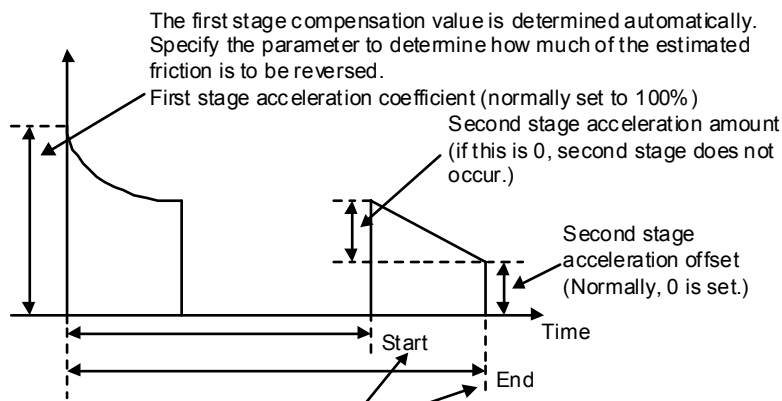 The first stage compensation value is determined automatically.
Specify the parameter to determine how much of the estimated
friction is to be reversed.
First stage acceleration coefficient (normally set to 100%)
Second stage acceleration amount
(if this is 0, second stage does not
occur.)
Second stage
acceleration offset
(Normally, 0 is set.)
Time
Start
End